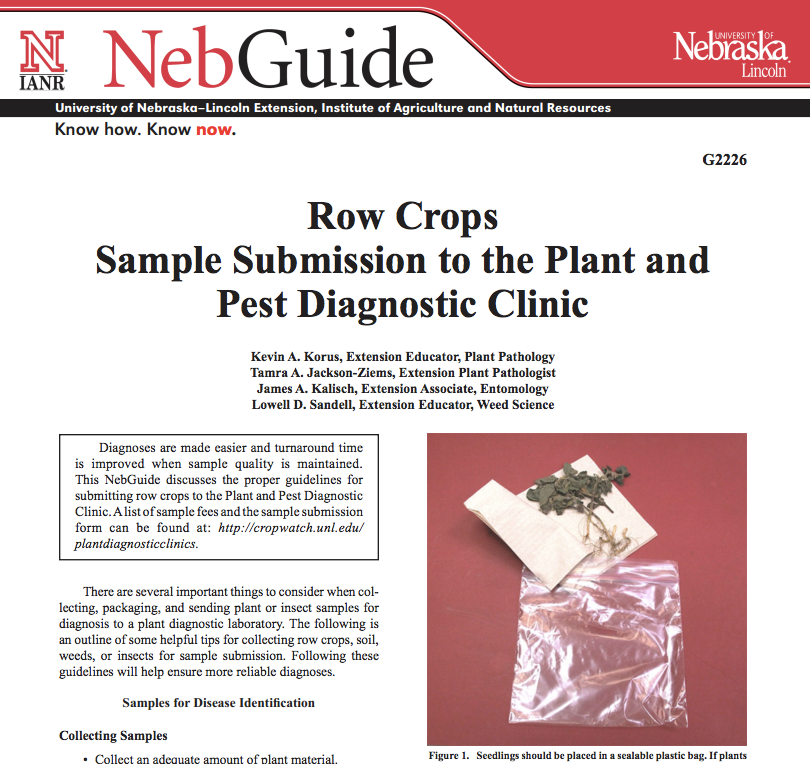 N
IANR
NebGuide
UNIVERSITY OF
Nebraska
Lincoln
University of Nebraska–Lincoln Extension, Institute of Agriculture and Natural Resources
Know how. Know now.
G2226
Row Crops
Sample Submission to the Plant and
Pest Diagnostic Clinic
Kevin A. Korus, Extension Educator, Plant Pathology
Tamra A. Jackson-Ziems, Extension Plant Pathologist
James A. Kalisch, Extension Associate, Entomology
Lowell D. Sandell, Extension Educator, Weed Science
Diagnoses are made easier and turnaround time
is improved when sample quality is maintained.
This NebGuide discusses the proper guidelines for
submitting row crops to the Plant and Pest Diagnostic
Clinic. A list of sample fees and the sample submission
form can be found at: http://cropwatch.unl.edu/
plantdiagnosticclinics.
There are several important things to consider when col-
lecting, packaging, and sending plant or insect samples for
diagnosis to a plant diagnostic laboratory. The following is
an outline of some helpful tips for collecting row crops, soil,
weeds, or insects for sample submission. Following these
guidelines will help ensure more reliable diagnoses.
Samples for Disease Identification
Collecting Samples
• Collect an adequate amount of plant material.
Figure 1. Seedlings should be placed in a sealable plastic bag. If plants